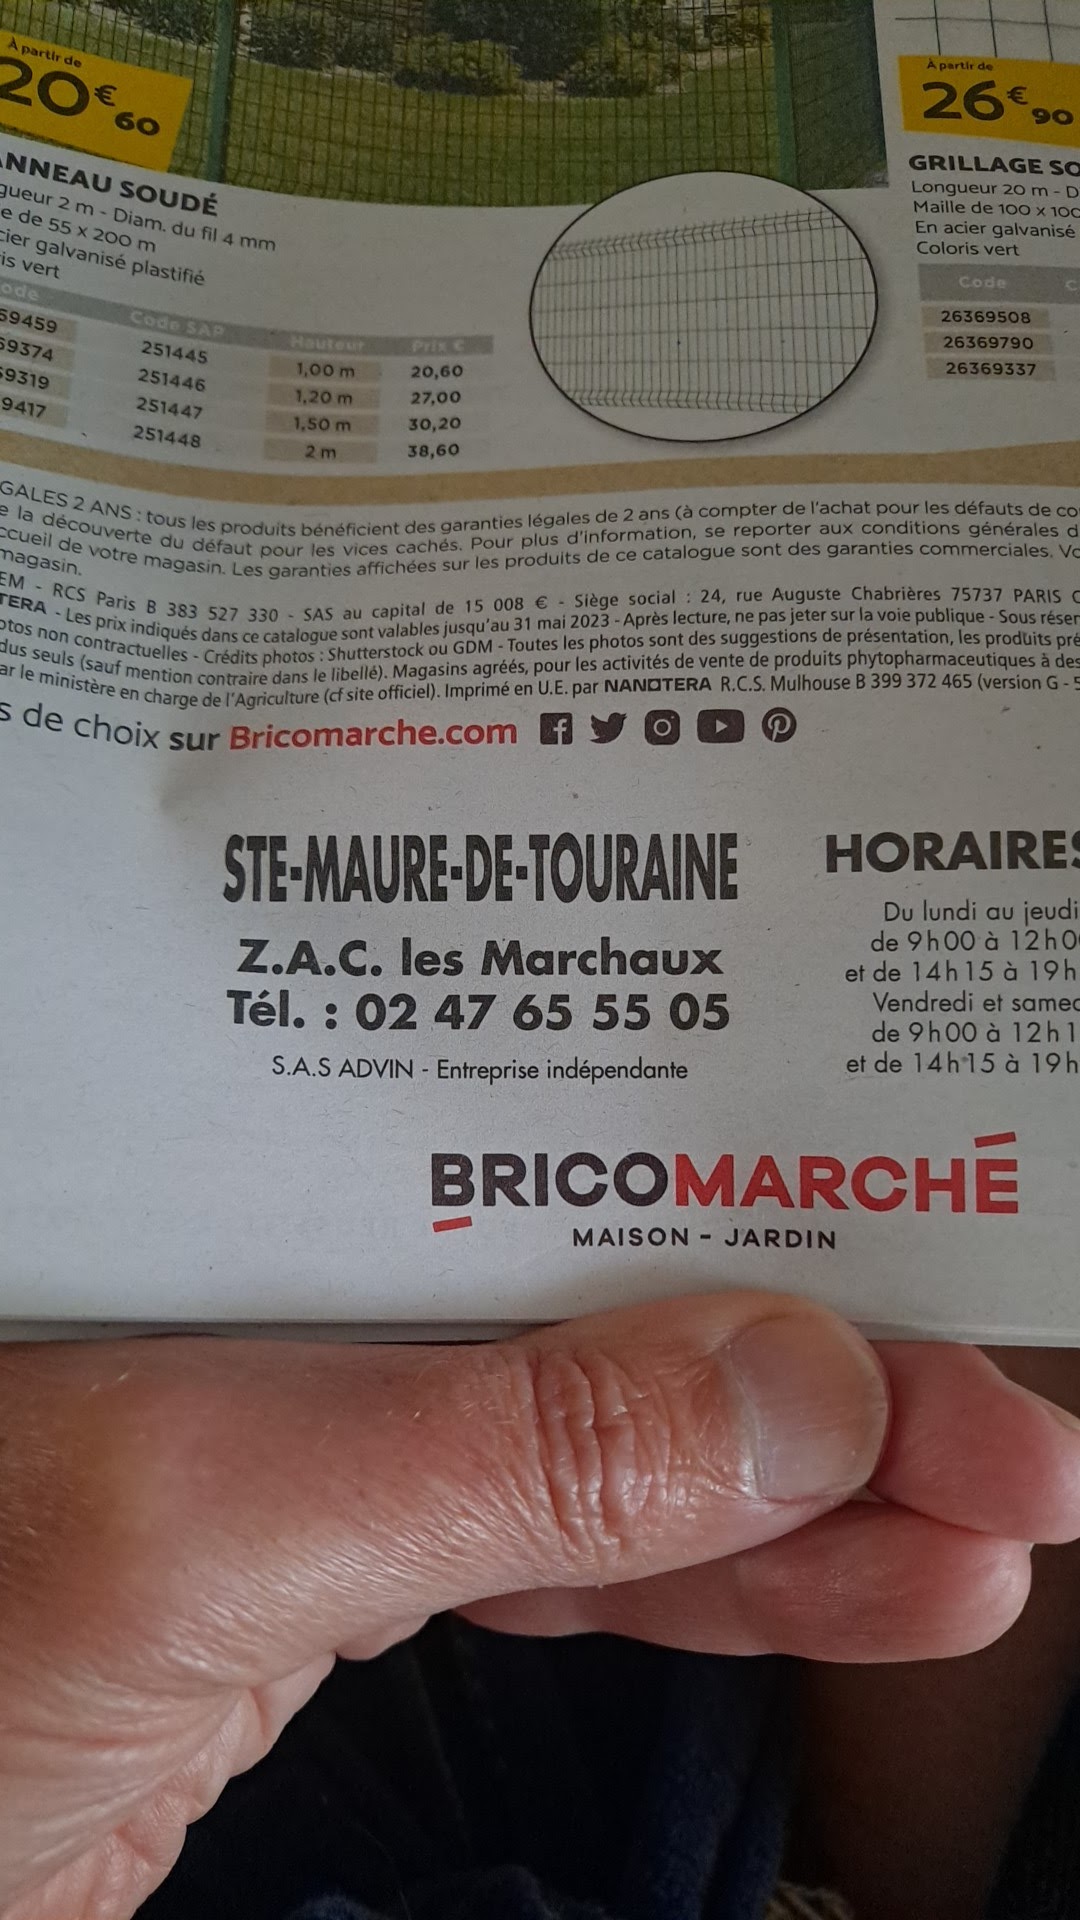 À partir de
20€60
ANNEAU SOUDÉ
gueur 2 m - Diam. du fil 4 mm
e de 55 x 200 m
cier galvanisé plastifié
is vert
ode Code SAP Hauteur Prix €
59459 251445 1,00 m 20,60
59374 251446 1,20 m 27,00
59319 251447 1,50 m 30,20
9417 251448 2 m 38,60
À partir de
26€90
GRILLAGE SO
Longueur 20 m - D
Maille de 100 x 100
En acier galvanisé
Coloris vert
Code C
26369508
26369790
26369337
GALES 2 ANS : tous les produits bénéficient des garanties légales de 2 ans (à compter de l'achat pour les défauts de co
e la découverte du défaut pour les vices cachés. Pour plus d'information, se reporter aux conditions générales d
ccueil de votre magasin. Les garanties affichées sur les produits de ce catalogue sont des garanties commerciales. Vo
magasin.
EM - RCS Paris B 383 527 330 - SAS au capital de 15 008 € - Siège social : 24, rue Auguste Chabrières 75737 PARIS C
TERA - Les prix indiqués dans ce catalogue sont valables jusqu'au 31 mai 2023 - Après lecture, ne pas jeter sur la voie publique - Sous réser
otos non contractuelles - Crédits photos : Shutterstock ou GDM - Toutes les photos sont des suggestions de présentation, les produits pré
dus seuls (sauf mention contraire dans le libellé). Magasins agréés, pour les activités de vente de produits phytopharmaceutiques à des
ar le ministère en charge de l'Agriculture (cf site officiel). Imprimé en U.E. par NANOTERA R.C.S. Mulhouse B 399 372 465 (version G - 5
s de choix sur Bricomarche.com
STE-MAURE-DE-TOURAINE
Z.A.C. les Marchaux
Tél. : 02 47 65 55 05
S.A.S ADVIN - Entreprise indépendante
HORAIRES
Du lundi au jeudi
de 9h00 à 12h0
et de 14h15 à 19h
Vendredi et samed
de 9h00 à 12h1
et de 14h15 à 19h
BRICOMARCHÉ
MAISON - JARDIN